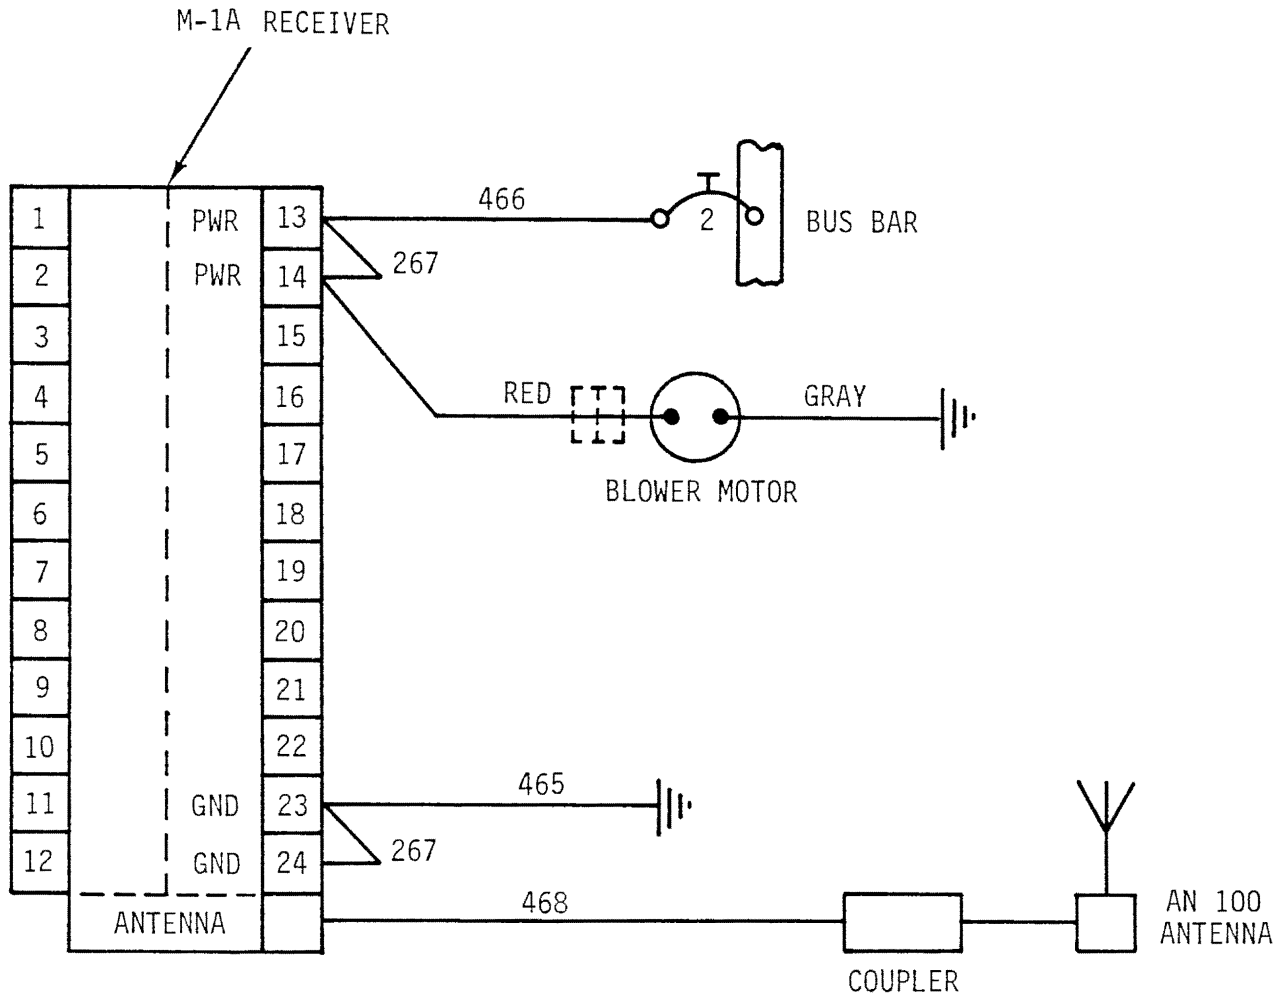 M-1A RECEIVER
1 PWR 13 466
2 BUS BAR
2 PWR 14 267
3 15
4 16 RED GRAY
5 17
BLOWER MOTOR
6 18
7 19
8 20
9 21
10 22
11 GND 23 465
12 GND 24 267
ANTENNA 468
AN 100
ANTENNA
COUPLER